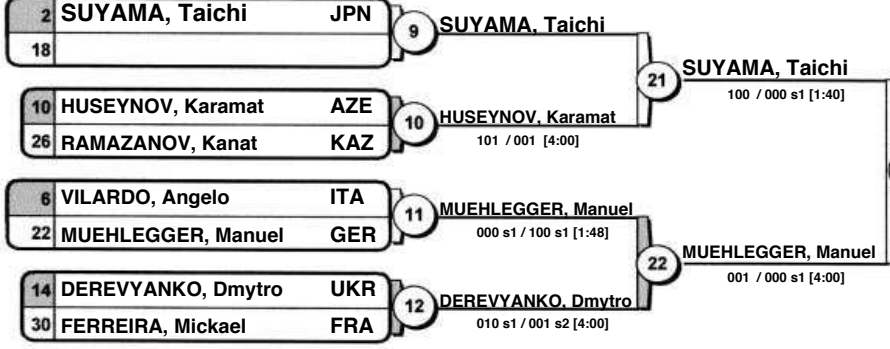 2 SUYAMA, Taichi JPN
18
9
SUYAMA, Taichi
10 HUSEYNOV, Karamat AZE
26 RAMAZANOV, Kanat KAZ
10
HUSEYNOV, Karamat
101 / 001 [4:00]
21
SUYAMA, Taichi
100 / 000 s1 [1:40]
6 VILARDO, Angelo ITA
22 MUEHLEGGER, Manuel GER
11
MUEHLEGGER, Manuel
000 s1 / 100 s1 [1:48]
14 DEREVYANKO, Dmytro UKR
30 FERREIRA, Mickael FRA
12
DEREVYANKO, Dmytro
010 s1 / 001 s2 [4:00]
22
MUEHLEGGER, Manuel
001 / 000 s1 [4:00]